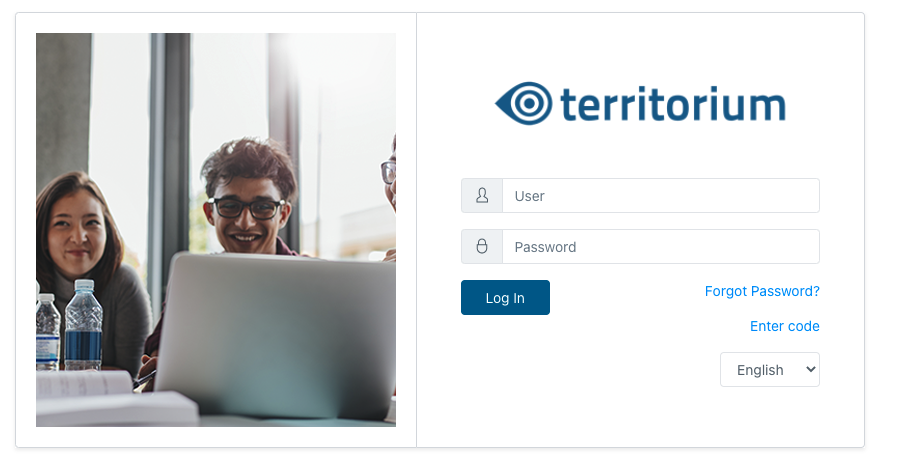 territorium
User
Password
Log In
Forgot Password?
Enter code
English